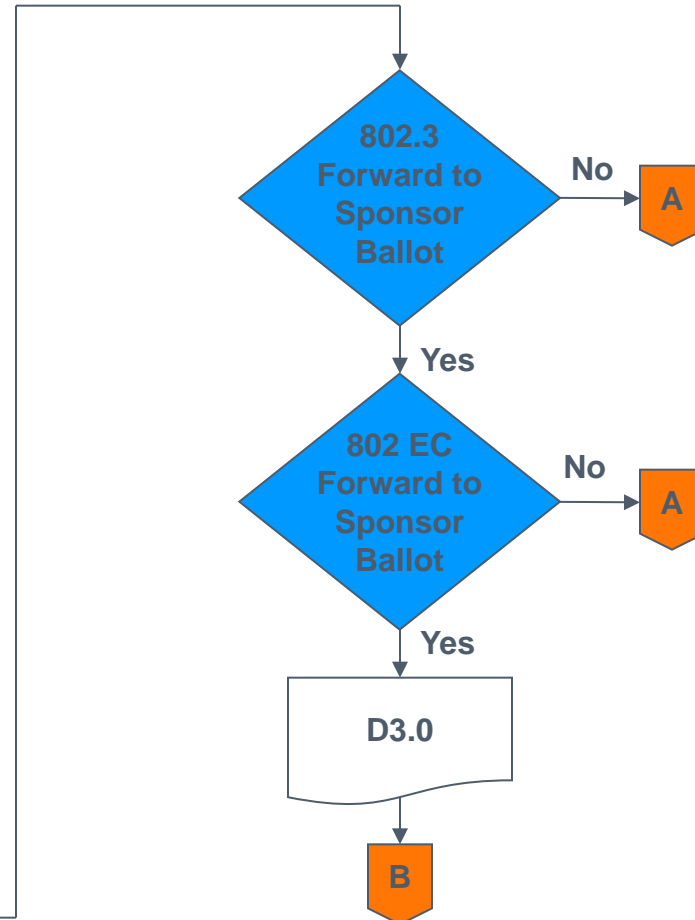 802.3
Forward to
Sponsor
Ballot
No
A
Yes
802 EC
Forward to
Sponsor
Ballot
No
A
Yes
D3.0
B